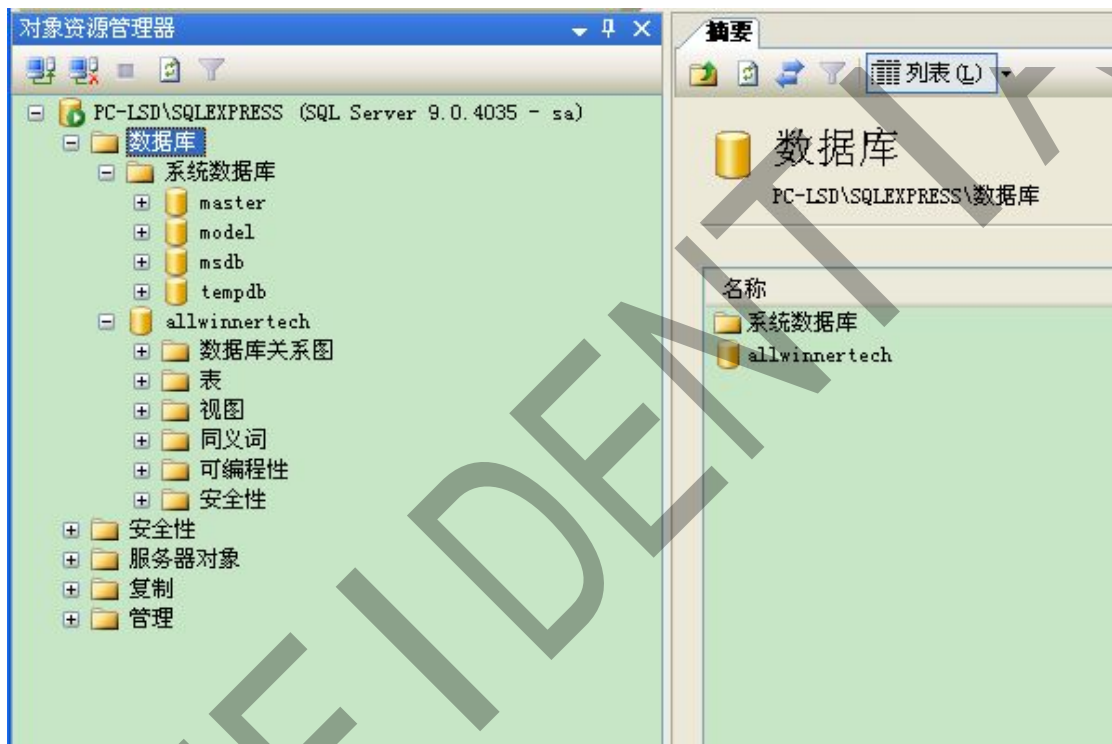 对象资源管理器
PC-LSD\SQLEXPRESS (SQL Server 9.0.4035 - sa)
数据库
系统数据库
master
model
msdb
tempdb
allwinnertech
数据库关系图
表
视图
同义词
可编程性
安全性
安全性
服务器对象
复制
管理
摘要
列表(L)
数据库
PC-LSD\SQLEXPRESS\数据库
名称
系统数据库
allwinnertech